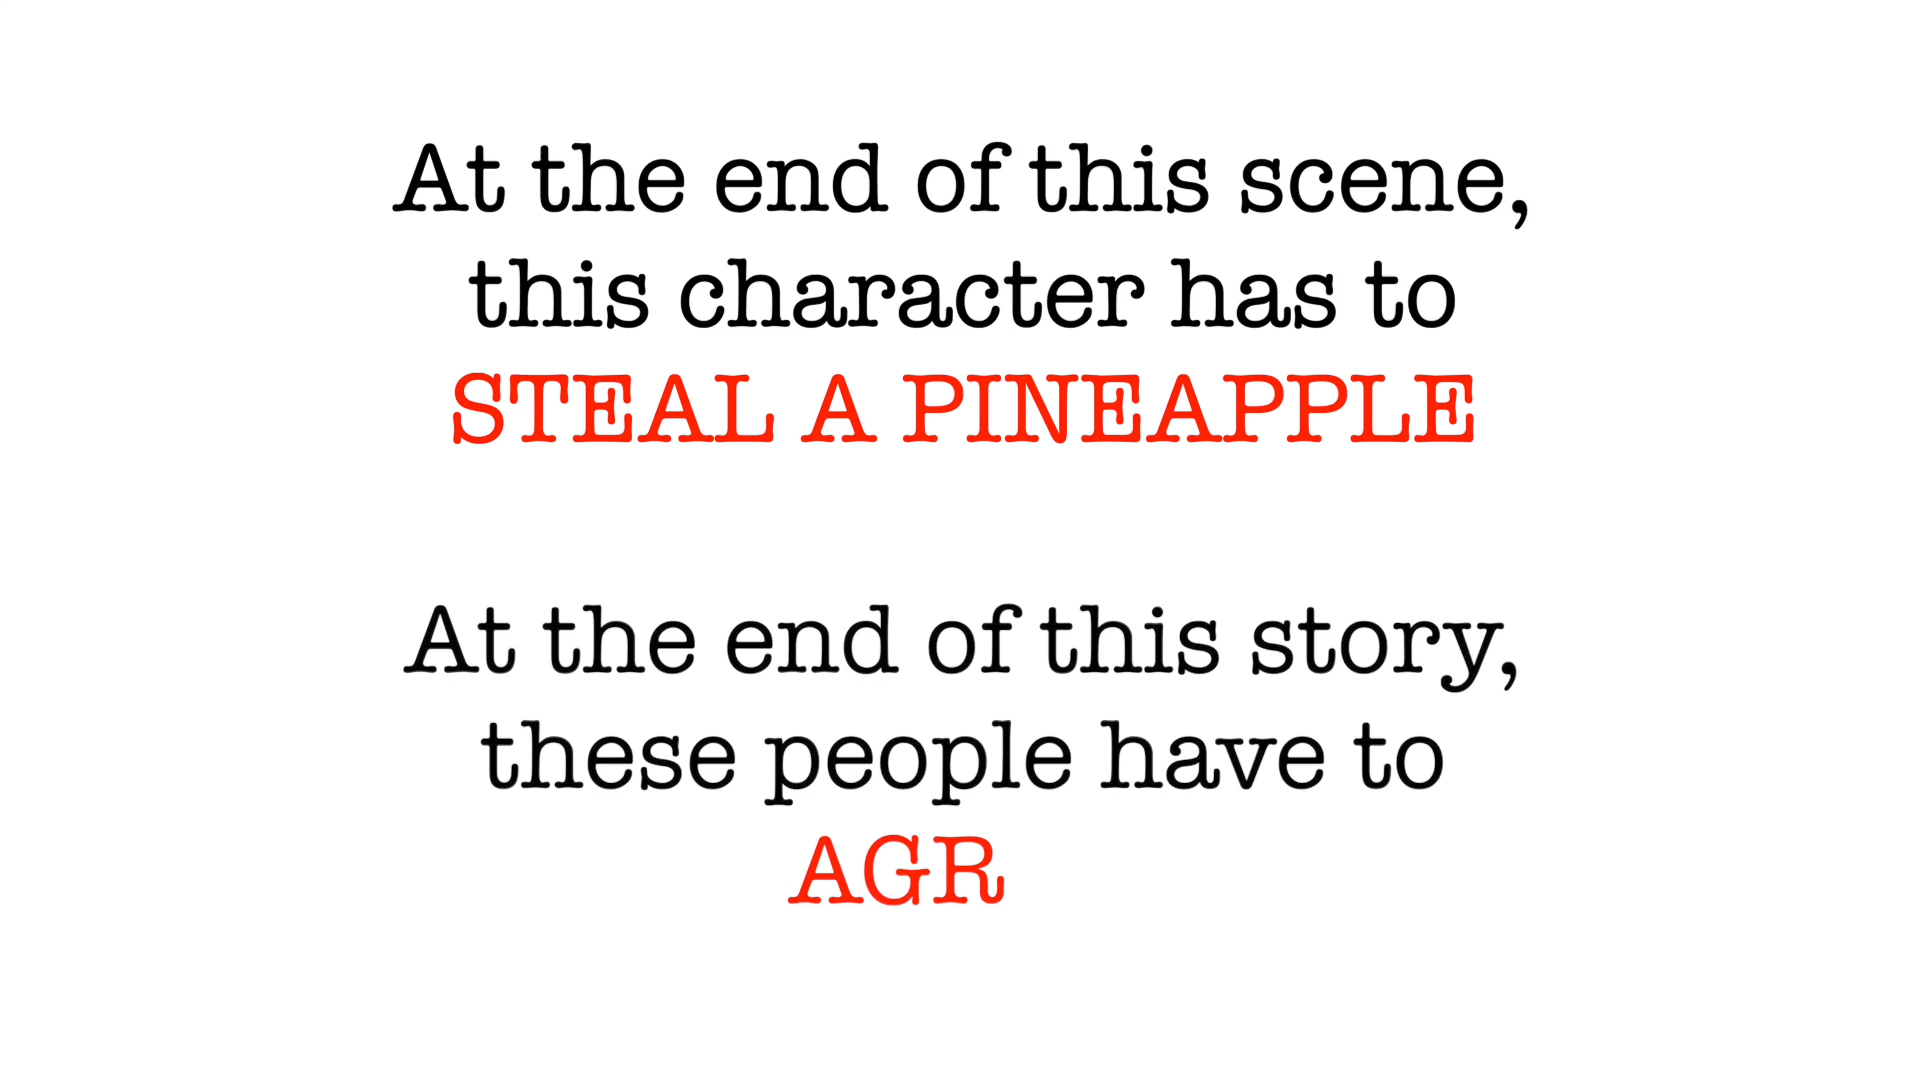 At the end of this scene,
this character has to
STEAL A PINEAPPLE
At the end of this story,
these people have to
AGR